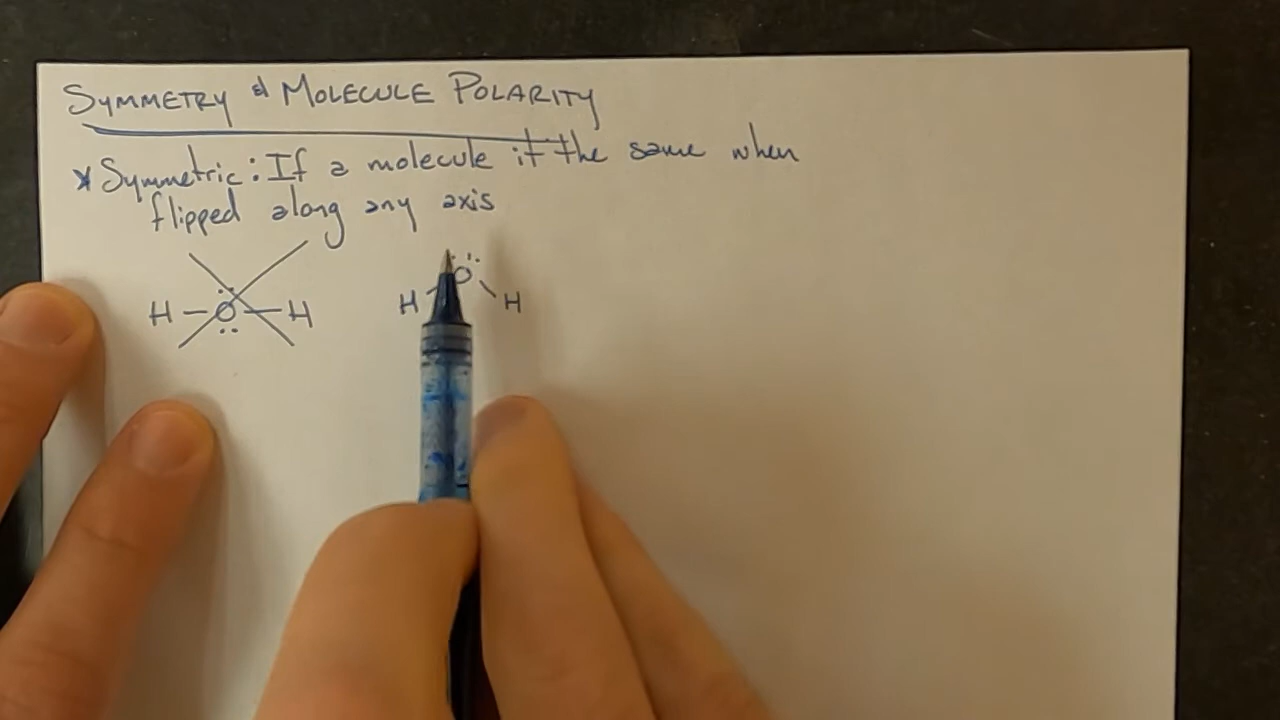 SYMMETRY & MOLECULE POLARITY
* Symmetric: If a molecule it the same when
flipped along any axis
H - O - H
O
H H